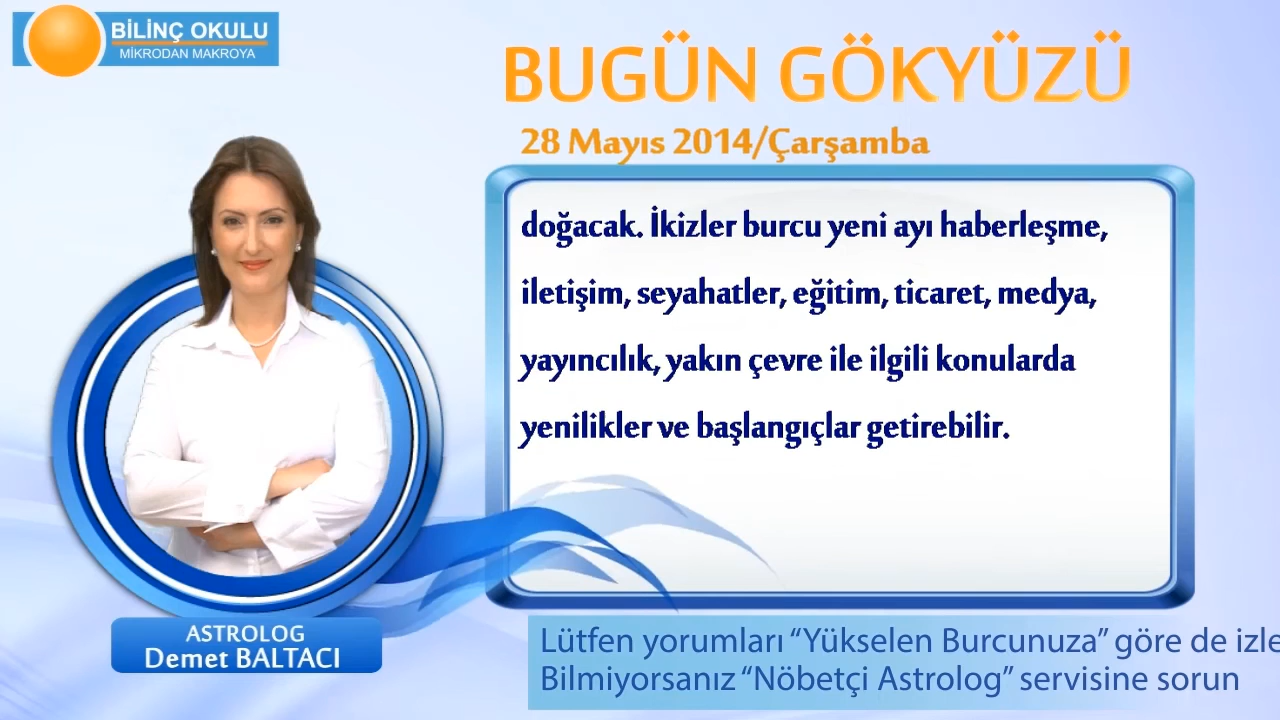 BİLİNÇ OKULU
MİKRODAN MAKROYA
BUGÜN GÖKYÜZÜ
28 Mayıs 2014/Çarşamba
doğacak. İkizler burcu yeni ayı haberleşme,
iletişim, seyahatler, eğitim, ticaret, medya,
yayıncılık, yakın çevre ile ilgili konularda
yenilikler ve başlangıçlar getirebilir.
ASTROLOG
Demet BALTACI
Lütfen yorumları “Yükselen Burcunuza” göre de izle
Bilmiyorsanız “Nöbetçi Astrolog” servisine sorun